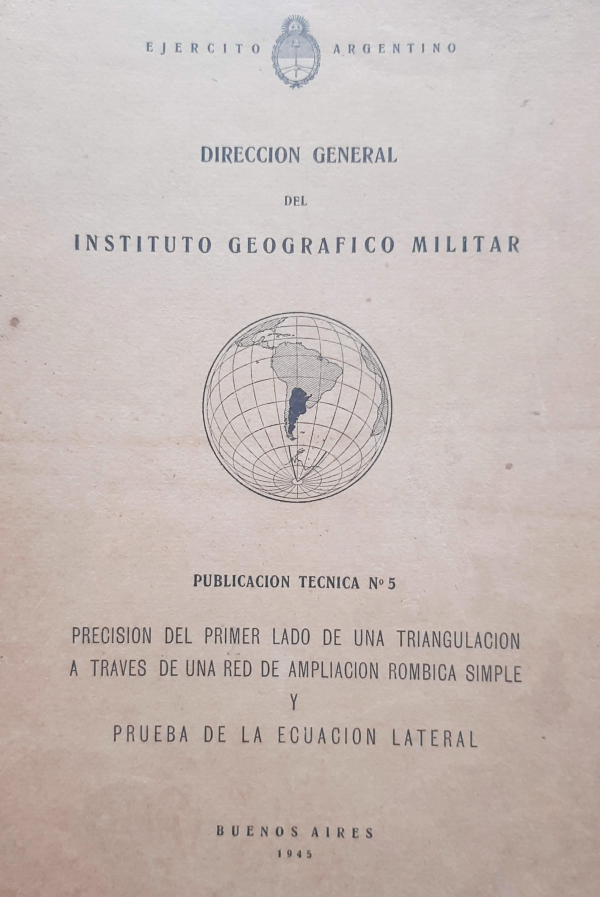 EJERCITO ARGENTINO
DIRECCION GENERAL
DEL
INSTITUTO GEOGRAFICO MILITAR
PUBLICACION TECNICA Nº 5
PRECISION DEL PRIMER LADO DE UNA TRIANGULACION
A TRAVES DE UNA RED DE AMPLIACION ROMBICA SIMPLE
Y
PRUEBA DE LA ECUACION LATERAL
BUENOS AIRES
1945